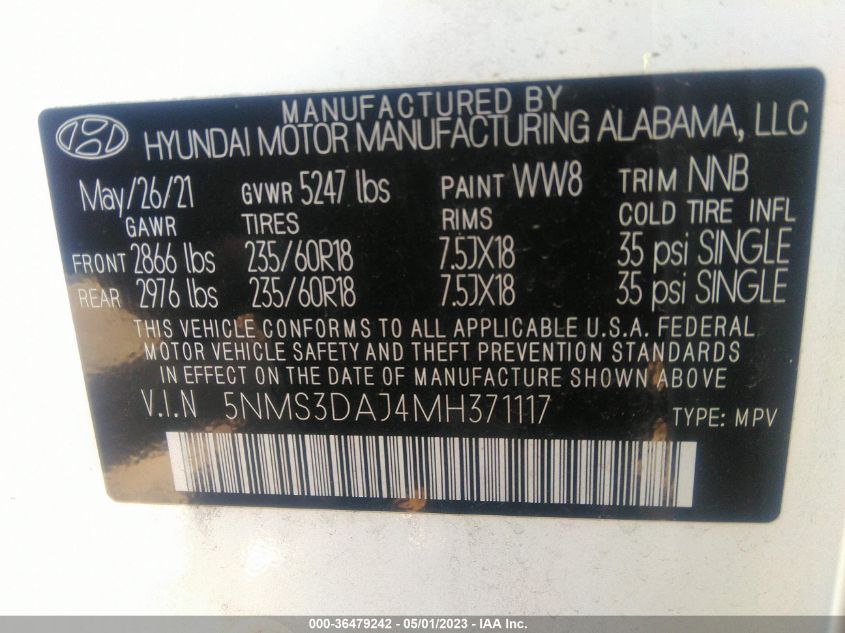 MANUFACTURED BY
HYUNDAI MOTOR MANUFACTURING ALABAMA, LLC
May/26/21 GVWR 5247 lbs PAINT WW8 TRIM NNB
GAWR TIRES RIMS COLD TIRE INFL
FRONT 2866 lbs 235/60R18 7.5JX18 35 psi SINGLE
REAR 2976 lbs 235/60R18 7.5JX18 35 psi SINGLE
THIS VEHICLE CONFORMS TO ALL APPLICABLE U.S.A. FEDERAL
MOTOR VEHICLE SAFETY AND THEFT PREVENTION STANDARDS
IN EFFECT ON THE DATE OF MANUFACTURE SHOWN ABOVE
V.I.N 5NMS3DAJ4MH371117 TYPE: MPV
000-36479242 - 05/01/2023 - IAA Inc.